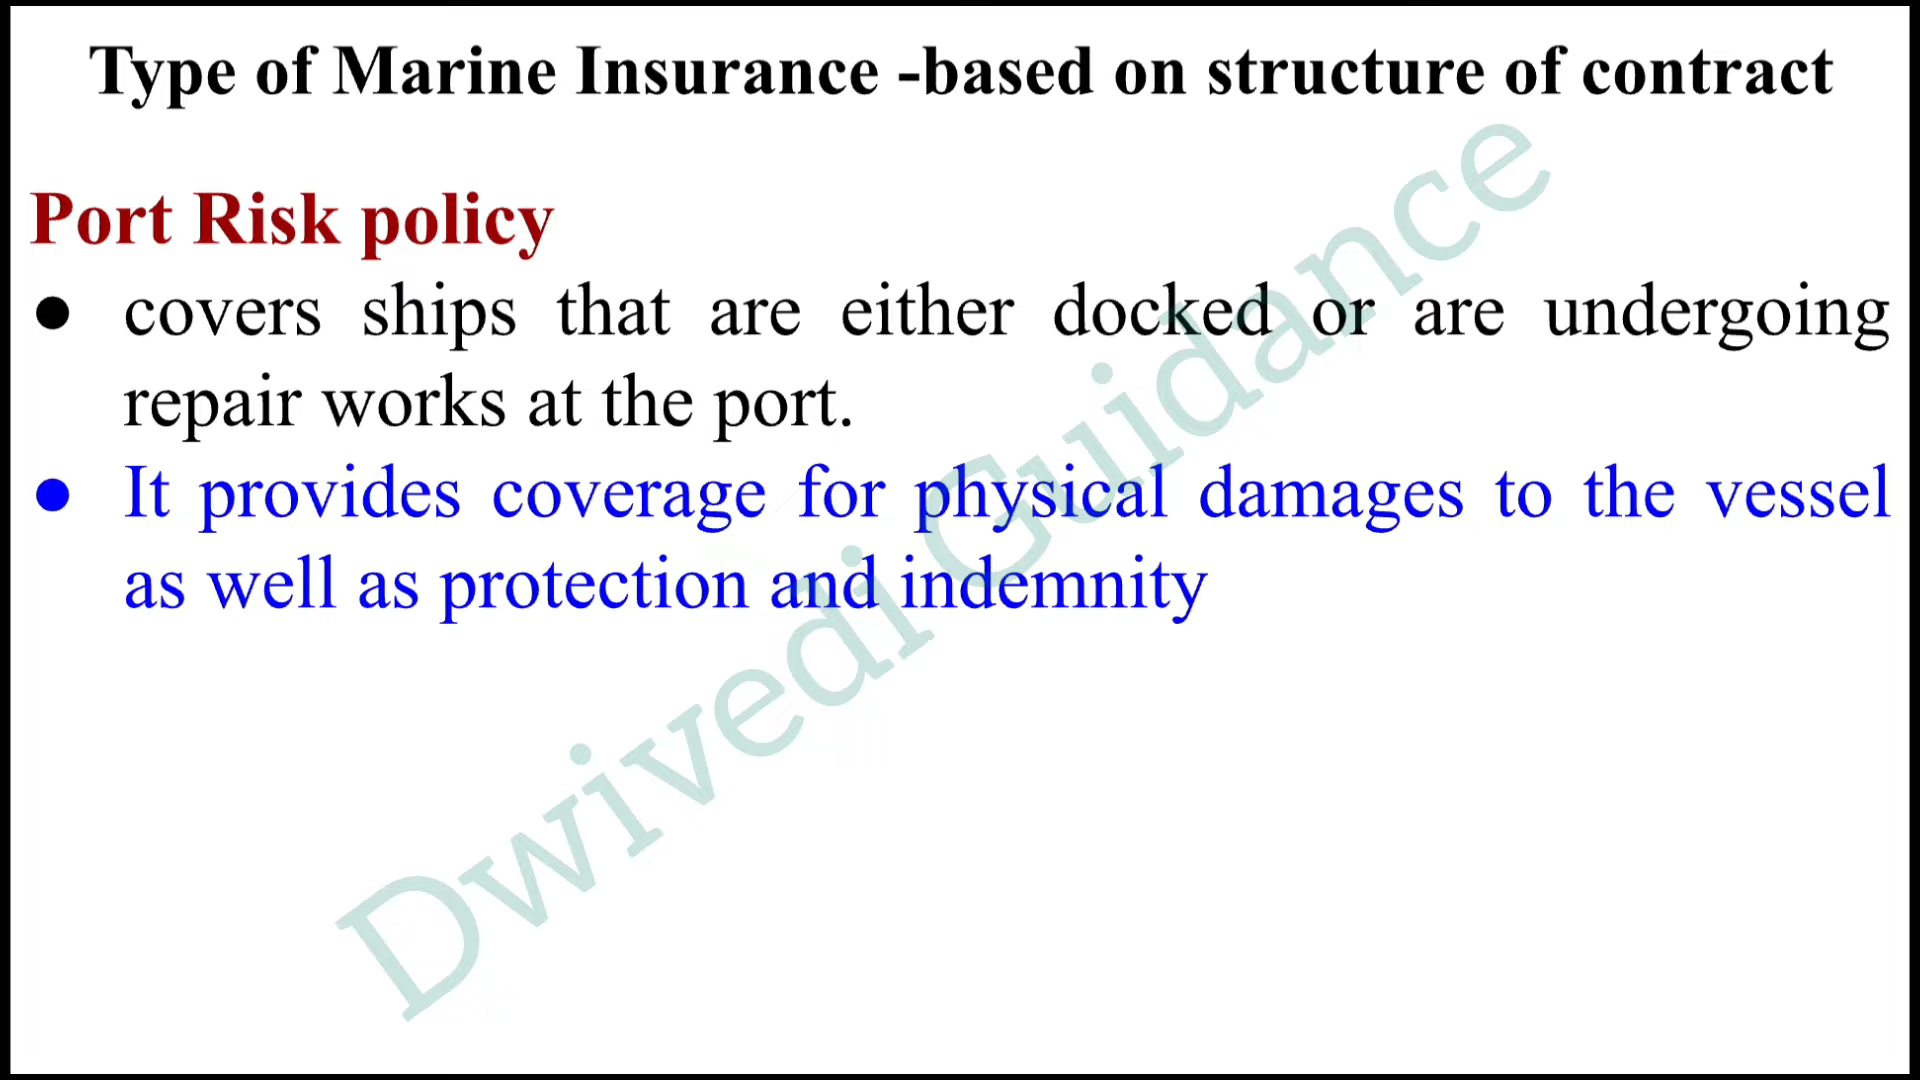 Type of Marine Insurance -based on structure of contract
Port Risk policy
● covers ships that are either docked or are undergoing
repair works at the port.
● It provides coverage for physical damages to the vessel
as well as protection and indemnity
Dwivedi Guidance